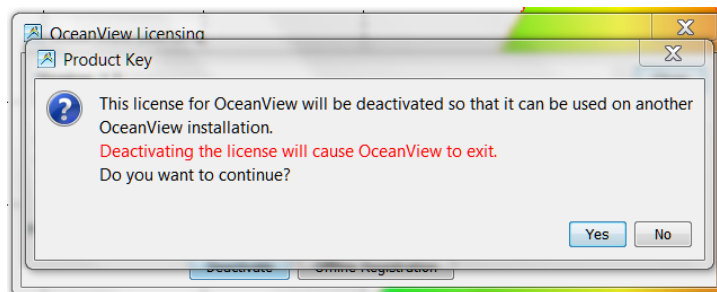 OceanView Licensing
Product Key
This license for OceanView will be deactivated so that it can be used on another
OceanView installation.
Deactivating the license will cause OceanView to exit.
Do you want to continue?
Yes No
Deactivate Offline Registration